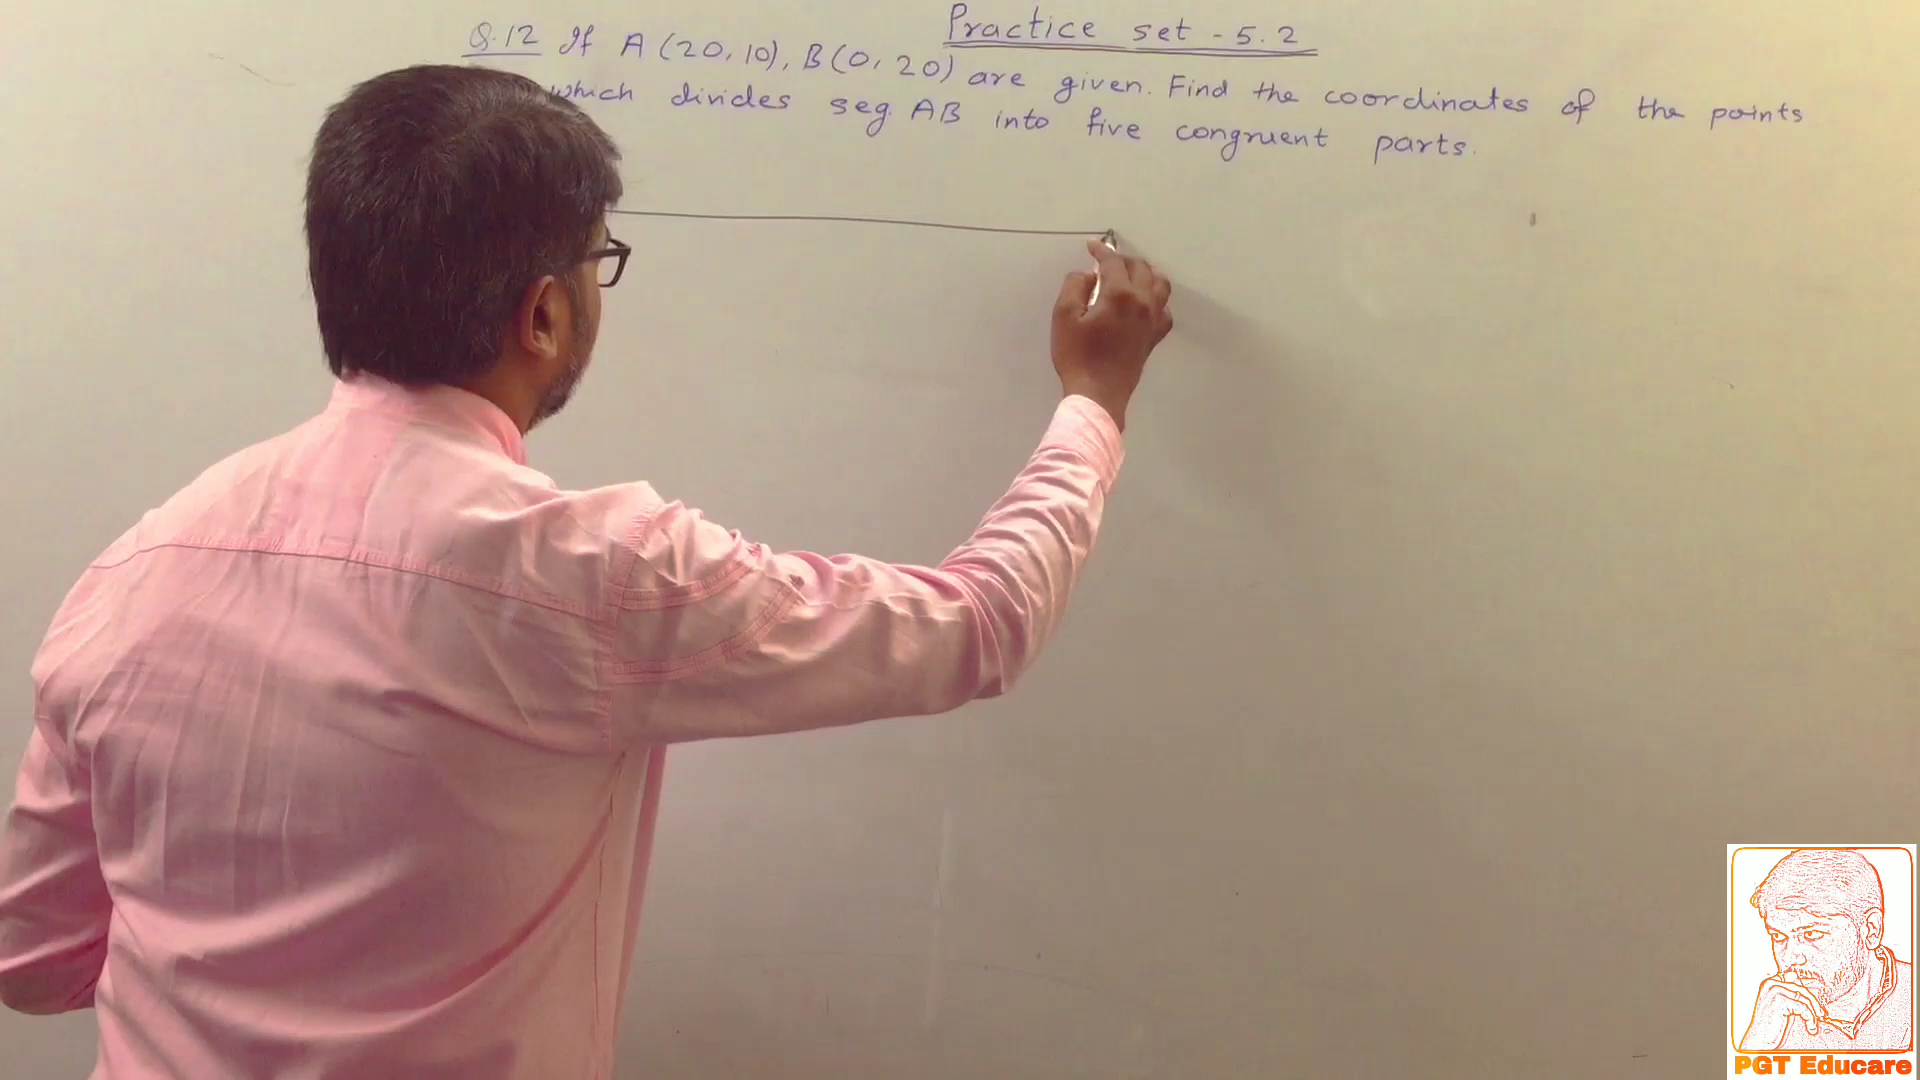 Practice set - 5.2
Q.12 If A (20, 10), B (0, 20) are given. Find the coordinates of the points
which divides seg. AB into five congruent parts.
PGT Educare